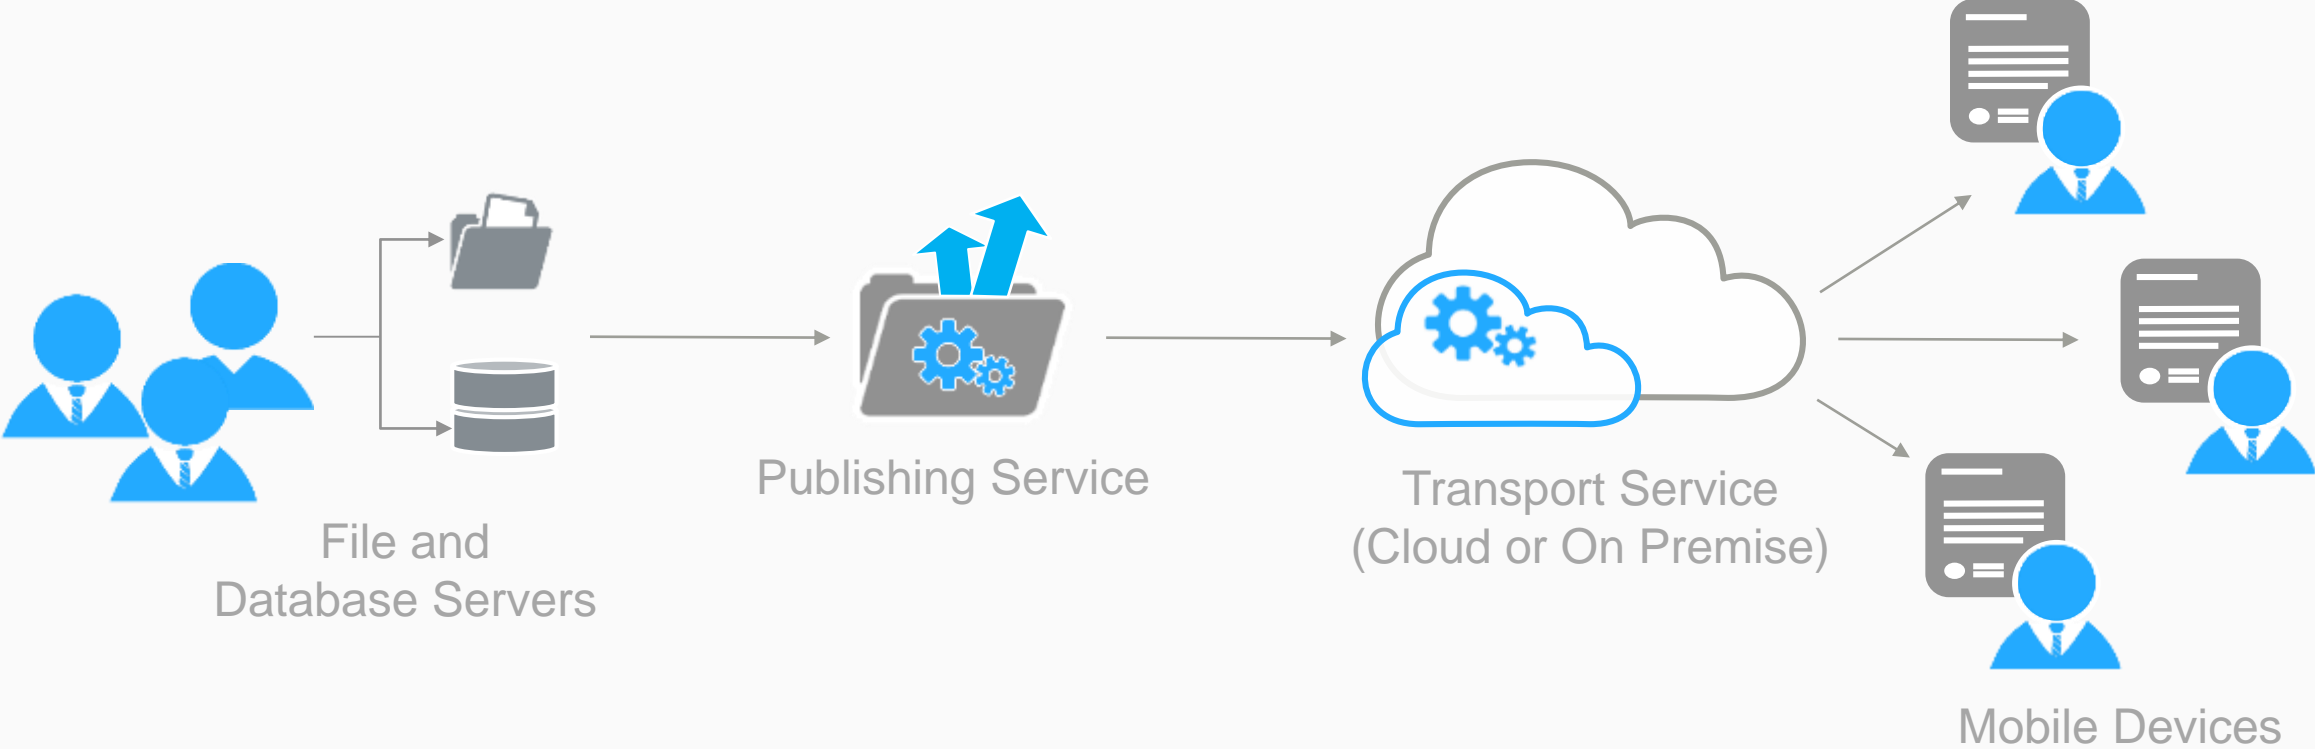 File and
Database Servers
Publishing Service
Transport Service
(Cloud or On Premise)
Mobile Devices